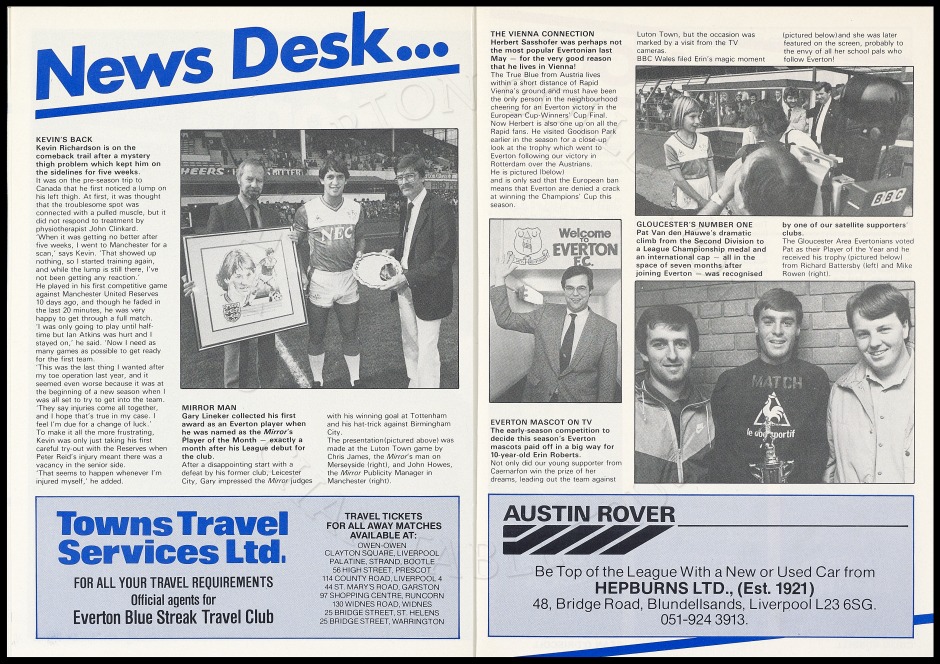 News Desk...
KEVIN'S BACK
Kevin Richardson is on the
comeback trail after a mystery
thigh problem which kept him on
the sidelines for five weeks.
It was on the pre-season trip to
Canada that he first noticed a lump on
his left thigh. At first, it was thought
that the troublesome spot was
connected with a pulled muscle, but it
did not respond to treatment by
physiotherapist John Clinkard.
'When it was getting no better after
five weeks, I went to Manchester for a
scan,' says Kevin. 'That showed up
nothing, so I started training again,
and while the lump is still there, I've
not been getting any reaction.'
He played in his first competitive game
against Manchester United Reserves
10 days ago, and though he faded in
the last 20 minutes, he was very
happy to get through a full match.
'I was only going to play until half-
time but Ian Atkins was hurt and I
stayed on,' he said. 'Now I need as
many games as possible to get ready
for the first team.
'This was the last thing I wanted after
my toe operation last year, and it
seemed even worse because it was at
the beginning of a new season when I
was all set to try to get into the team.
'They say injuries come all together,
and I hope that's true in my case. I
feel I'm due for a change of luck.'
To make it all the more frustrating,
Kevin was only just taking his first
careful try-out with the Reserves when
Peter Reid's injury meant there was a
vacancy in the senior side.
'That seems to happen whenever I'm
injured myself,' he added.
HEERS
BITTER
NEC
MIRROR MAN
Gary Lineker collected his first
award as an Everton player when
he was named as the Mirror's
Player of the Month — exactly a
month after his League debut for
the club.
After a disappointing start with a
defeat by his former club, Leicester
City, Gary impressed the Mirror judges
with his winning goal at Tottenham
and his hat-trick against Birmingham
City.
The presentation (pictured above) was
made at the Luton Town game by
Chris James, the Mirror's man on
Merseyside (right), and John Howes,
the Mirror Publicity Manager in
Manchester (right).
Towns Travel
Services Ltd.
FOR ALL YOUR TRAVEL REQUIREMENTS
Official agents for
Everton Blue Streak Travel Club
TRAVEL TICKETS
FOR ALL AWAY MATCHES
AVAILABLE AT:
OWEN-OWEN
CLAYTON SQUARE, LIVERPOOL
PALATINE, STRAND, BOOTLE
56 HIGH STREET, PRESCOT
114 COUNTY ROAD, LIVERPOOL 4
44 ST. MARY'S ROAD, GARSTON
97 SHOPPING CENTRE, RUNCORN
130 WIDNES ROAD, WIDNES
25 BRIDGE STREET, ST. HELENS
25 BRIDGE STREET, WARRINGTON
THE VIENNA CONNECTION
Herbert Sasshofer was perhaps not
the most popular Evertonian last
May — for the very good reason
that he lives in Vienna!
The True Blue from Austria lives
within a short distance of Rapid
Vienna's ground and must have been
the only person in the neighbourhood
cheering for an Everton victory in the
European Cup-Winners' Cup Final.
Now Herbert is also one up on all the
Rapid fans. He visited Goodison Park
earlier in the season for a close-up
look at the trophy which went to
Everton following our victory in
Rotterdam over the Austrians.
He is pictured (below)
and is only sad that the European ban
means that Everton are denied a crack
at winning the Champions' Cup this
season.
Welcome
to
EVERTON
F.C.
EVERTON MASCOT ON TV
The early-season competition to
decide this season's Everton
mascots paid off in a big way for
10-year-old Erin Roberts.
Not only did our young supporter from
Caernarfon win the prize of her
dreams, leading out the team against
Luton Town, but the occasion was
marked by a visit from the TV
cameras.
BBC Wales filed Erin's magic moment
(pictured below) and she was later
featured on the screen, probably to
the envy of all her school pals who
follow Everton!
BBC
GLOUCESTER'S NUMBER ONE
Pat Van den Hauwe's dramatic
climb from the Second Division to
a League Championship medal and
an international cap — all in the
space of seven months after
joining Everton — was recognised
by one of our satellite supporters'
clubs.
The Gloucester Area Evertonians voted
Pat as their Player of the Year and he
received his trophy (pictured below)
from Richard Battersby (left) and Mike
Rowen (right).
MATCH
le coq sportif
AUSTIN ROVER
Be Top of the League With a New or Used Car from
HEPBURNS LTD., (Est. 1921)
48, Bridge Road, Blundellsands, Liverpool L23 6SG.
051-924 3913.